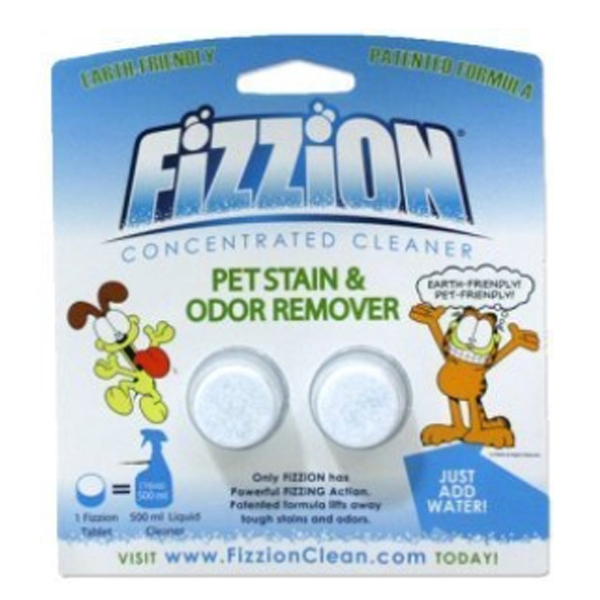 EARTH-FRIENDLY
PATENTED FORMULA
FiZZiON®
CONCENTRATED CLEANER
PET STAIN &
ODOR REMOVER
EARTH-FRIENDLY!
PET-FRIENDLY!
500 ml
=
1 Fizzion
Tablet
500 ml Liquid
Cleaner
Only FiZZiON has
Powerful FIZZING Action.
Patented formula lifts away
tough stains and odors.
JUST
ADD
WATER!
VISIT www.FizzionClean.com TODAY!